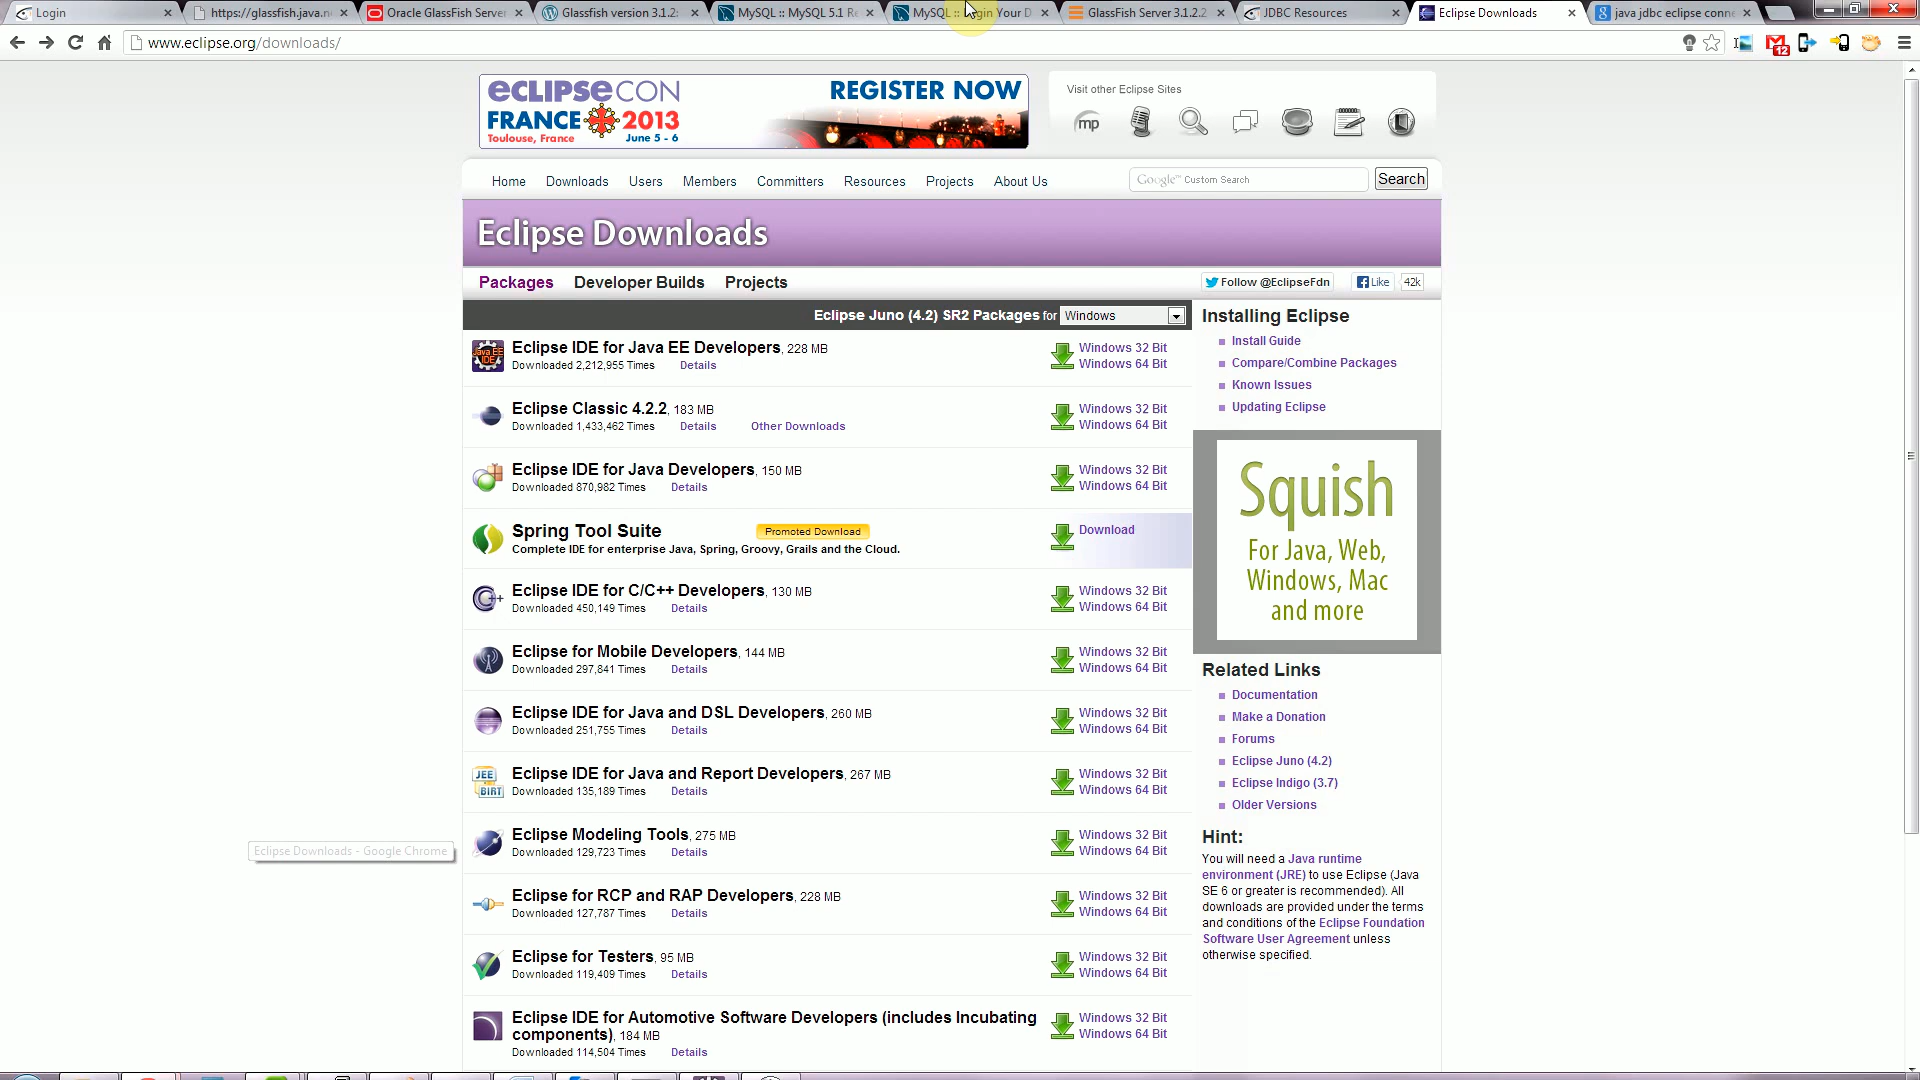 Login
https://glassfish.java.n
Oracle GlassFish Server
Glassfish version 3.1.2
MySQL :: MySQL 5.1 Re
MySQL :: Begin Your D
GlassFish Server 3.1.2.2
JDBC Resources
Eclipse Downloads
java jdbc eclipse conne
www.eclipse.org/downloads/
12
eclipsecon
REGISTER NOW
FRANCE 2013
Toulouse, France June 5 - 6
Visit other Eclipse Sites
mp
Home Downloads Users Members Committers Resources Projects About Us
Google™ Custom Search
Search
Eclipse Downloads
Packages Developer Builds Projects
Follow @EclipseFdn
Like 42k
Eclipse Juno (4.2) SR2 Packages for Windows
Java EE IDE
Eclipse IDE for Java EE Developers, 228 MB
Downloaded 2,212,955 Times Details
Windows 32 Bit
Windows 64 Bit
Eclipse Classic 4.2.2, 183 MB
Downloaded 1,433,462 Times Details Other Downloads
Windows 32 Bit
Windows 64 Bit
Eclipse IDE for Java Developers, 150 MB
Downloaded 870,982 Times Details
Windows 32 Bit
Windows 64 Bit
Spring Tool Suite
Promoted Download
Complete IDE for enterprise Java, Spring, Groovy, Grails and the Cloud.
Download
Eclipse IDE for C/C++ Developers, 130 MB
Downloaded 450,149 Times Details
Windows 32 Bit
Windows 64 Bit
Eclipse for Mobile Developers, 144 MB
Downloaded 297,841 Times Details
Windows 32 Bit
Windows 64 Bit
Eclipse IDE for Java and DSL Developers, 260 MB
Downloaded 251,755 Times Details
Windows 32 Bit
Windows 64 Bit
JEE
BIRT
Eclipse IDE for Java and Report Developers, 267 MB
Downloaded 135,189 Times Details
Windows 32 Bit
Windows 64 Bit
Eclipse Modeling Tools, 275 MB
Downloaded 129,723 Times Details
Windows 32 Bit
Windows 64 Bit
Eclipse for RCP and RAP Developers, 228 MB
Downloaded 127,787 Times Details
Windows 32 Bit
Windows 64 Bit
Eclipse for Testers, 95 MB
Downloaded 119,409 Times Details
Windows 32 Bit
Windows 64 Bit
Eclipse IDE for Automotive Software Developers (includes Incubating
components), 184 MB
Downloaded 114,504 Times Details
Windows 32 Bit
Windows 64 Bit
Eclipse Downloads - Google Chrome
Installing Eclipse
Install Guide
Compare/Combine Packages
Known Issues
Updating Eclipse
Squish
For Java, Web,
Windows, Mac
and more
Related Links
Documentation
Make a Donation
Forums
Eclipse Juno (4.2)
Eclipse Indigo (3.7)
Older Versions
Hint:
You will need a Java runtime
environment (JRE) to use Eclipse (Java
SE 6 or greater is recommended). All
downloads are provided under the terms
and conditions of the Eclipse Foundation
Software User Agreement unless
otherwise specified.